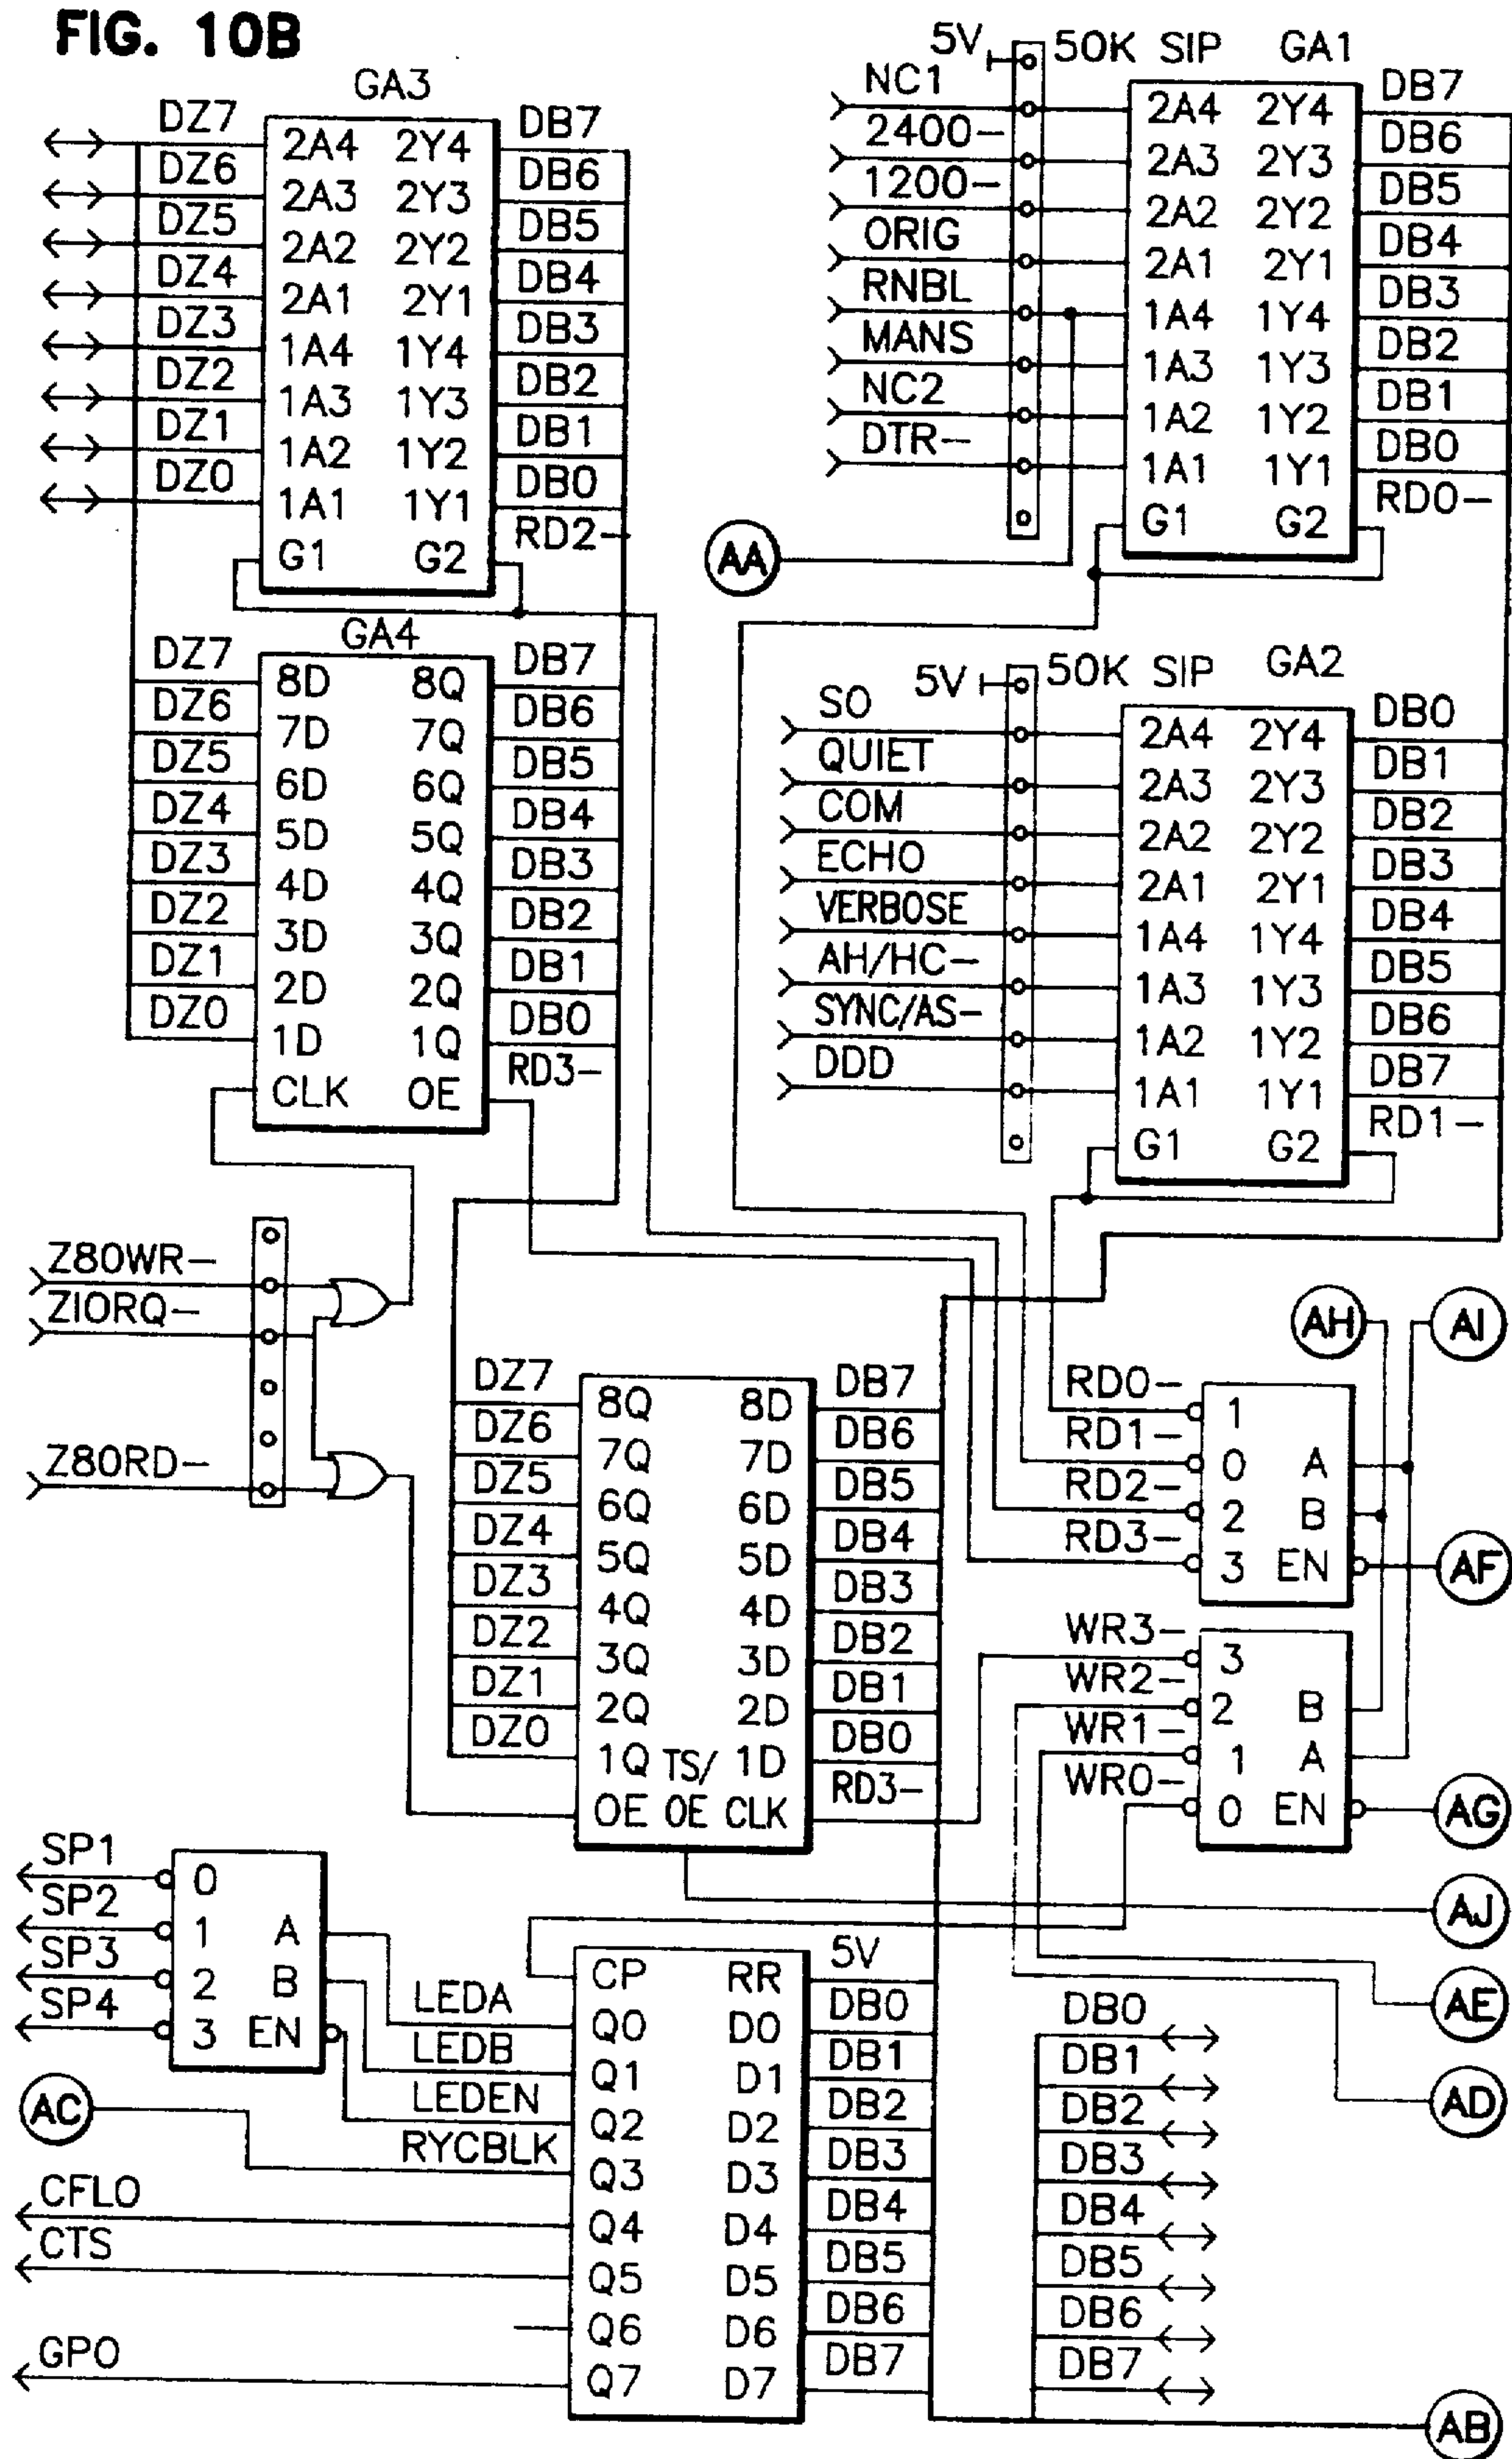 FIG. 10B
GA3
DZ7 2A4 2Y4 DB7
DZ6 2A3 2Y3 DB6
DZ5 2A2 2Y2 DB5
DZ4 2A1 2Y1 DB4
DZ3 1A4 1Y4 DB3
DZ2 1A3 1Y3 DB2
DZ1 1A2 1Y2 DB1
DZ0 1A1 1Y1 DB0
RD2-
G1 G2
5V 50K SIP GA1
NC1 2A4 2Y4 DB7
2400- 2A3 2Y3 DB6
1200- 2A2 2Y2 DB5
ORIG 2A1 2Y1 DB4
RNBL 1A4 1Y4 DB3
MANS 1A3 1Y3 DB2
NC2 1A2 1Y2 DB1
DTR- 1A1 1Y1 DB0
RD0-
G1 G2
AA
GA4
DZ7 8D 8Q DB7
DZ6 7D 7Q DB6
DZ5 6D 6Q DB5
DZ4 5D 5Q DB4
DZ3 4D 4Q DB3
DZ2 3D 3Q DB2
DZ1 2D 2Q DB1
DZ0 1D 1Q DB0
RD3-
CLK OE
5V 50K SIP GA2
SO 2A4 2Y4 DB0
QUIET 2A3 2Y3 DB1
COM 2A2 2Y2 DB2
ECHO 2A1 2Y1 DB3
VERBOSE 1A4 1Y4 DB4
AH/HC- 1A3 1Y3 DB5
SYNC/AS- 1A2 1Y2 DB6
DDD 1A1 1Y1 DB7
RD1-
G1 G2
Z80WR-
ZIORQ-
Z80RD-
AH AI
DZ7 8Q 8D DB7
DZ6 7Q 7D DB6
DZ5 6Q 6D DB5
DZ4 5Q 5D DB4
DZ3 4Q 4D DB3
DZ2 3Q 3D DB2
DZ1 2Q 2D DB1
DZ0 1Q TS/ 1D DB0
RD3-
OE OE CLK
RD0- 1
RD1- 0 A
RD2- 2 B
RD3- 3 EN AF
WR3- 3
WR2- 2 B
WR1- 1 A
WR0- 0 EN AG
AJ
AE
AD
SP1 0
SP2 1 A
SP3 2 B
SP4 3 EN
AC
CP RR 5V
LEDA Q0 D0 DB0
LEDB Q1 D1 DB1
LEDEN Q2 D2 DB2
RYCBLK Q3 D3 DB3
CFLO Q4 D4 DB4
CTS Q5 D5 DB5
Q6 D6 DB6
GPO Q7 D7 DB7
DB0
DB1
DB2
DB3
DB4
DB5
DB6
DB7
AB